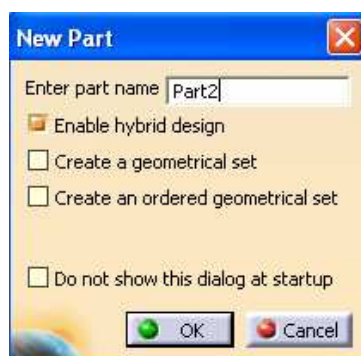 New Part
Enter part name Part2
Enable hybrid design
Create a geometrical set
Create an ordered geometrical set
Do not show this dialog at startup
OK Cancel